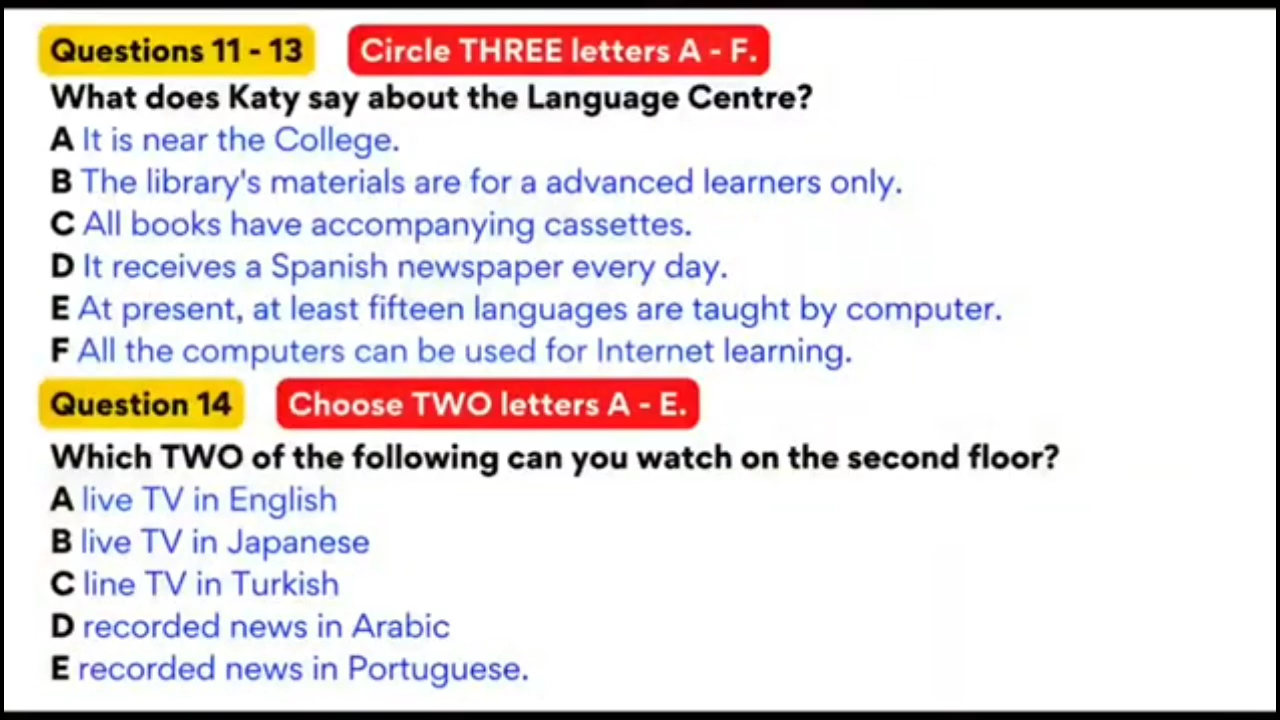 Questions 11 - 13 Circle THREE letters A - F.
What does Katy say about the Language Centre?
A It is near the College.
B The library's materials are for a advanced learners only.
C All books have accompanying cassettes.
D It receives a Spanish newspaper every day.
E At present, at least fifteen languages are taught by computer.
F All the computers can be used for Internet learning.
Question 14 Choose TWO letters A - E.
Which TWO of the following can you watch on the second floor?
A live TV in English
B live TV in Japanese
C line TV in Turkish
D recorded news in Arabic
E recorded news in Portuguese.